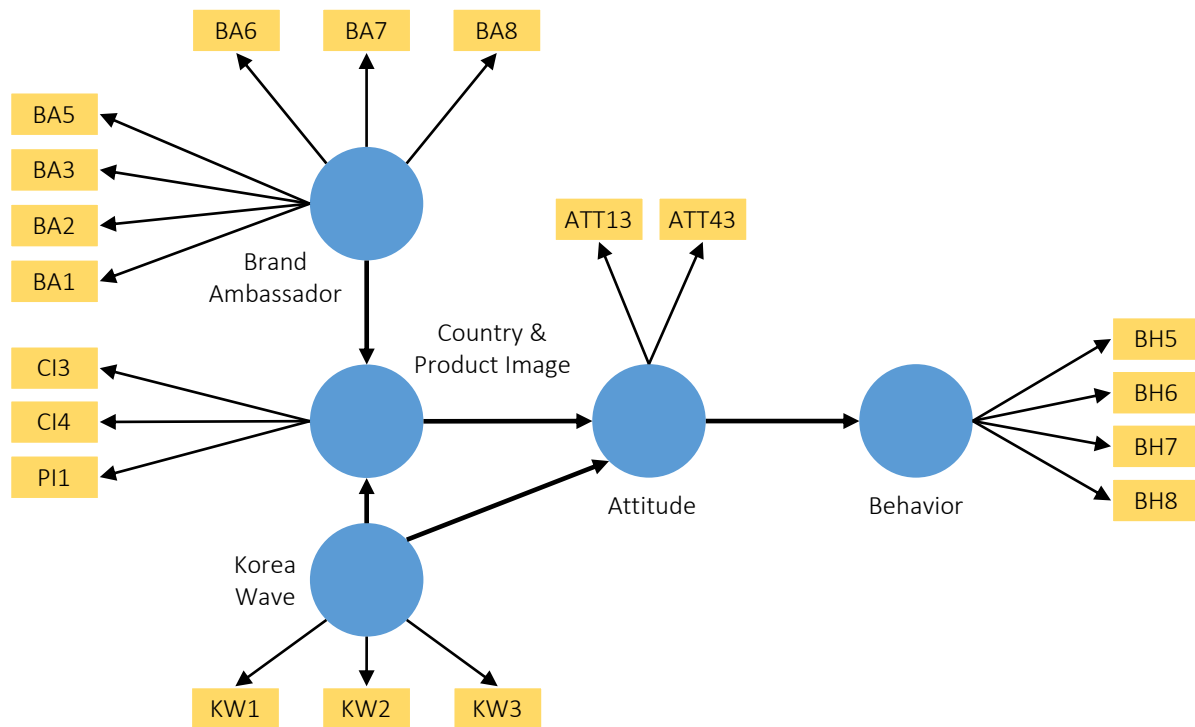 BA6
BA7
BA8
BA5
BA3
BA2
BA1
Brand
Ambassador
ATT13
ATT43
Country &
Product Image
CI3
CI4
PI1
BH5
BH6
BH7
BH8
Attitude
Behavior
Korea
Wave
KW1
KW2
KW3